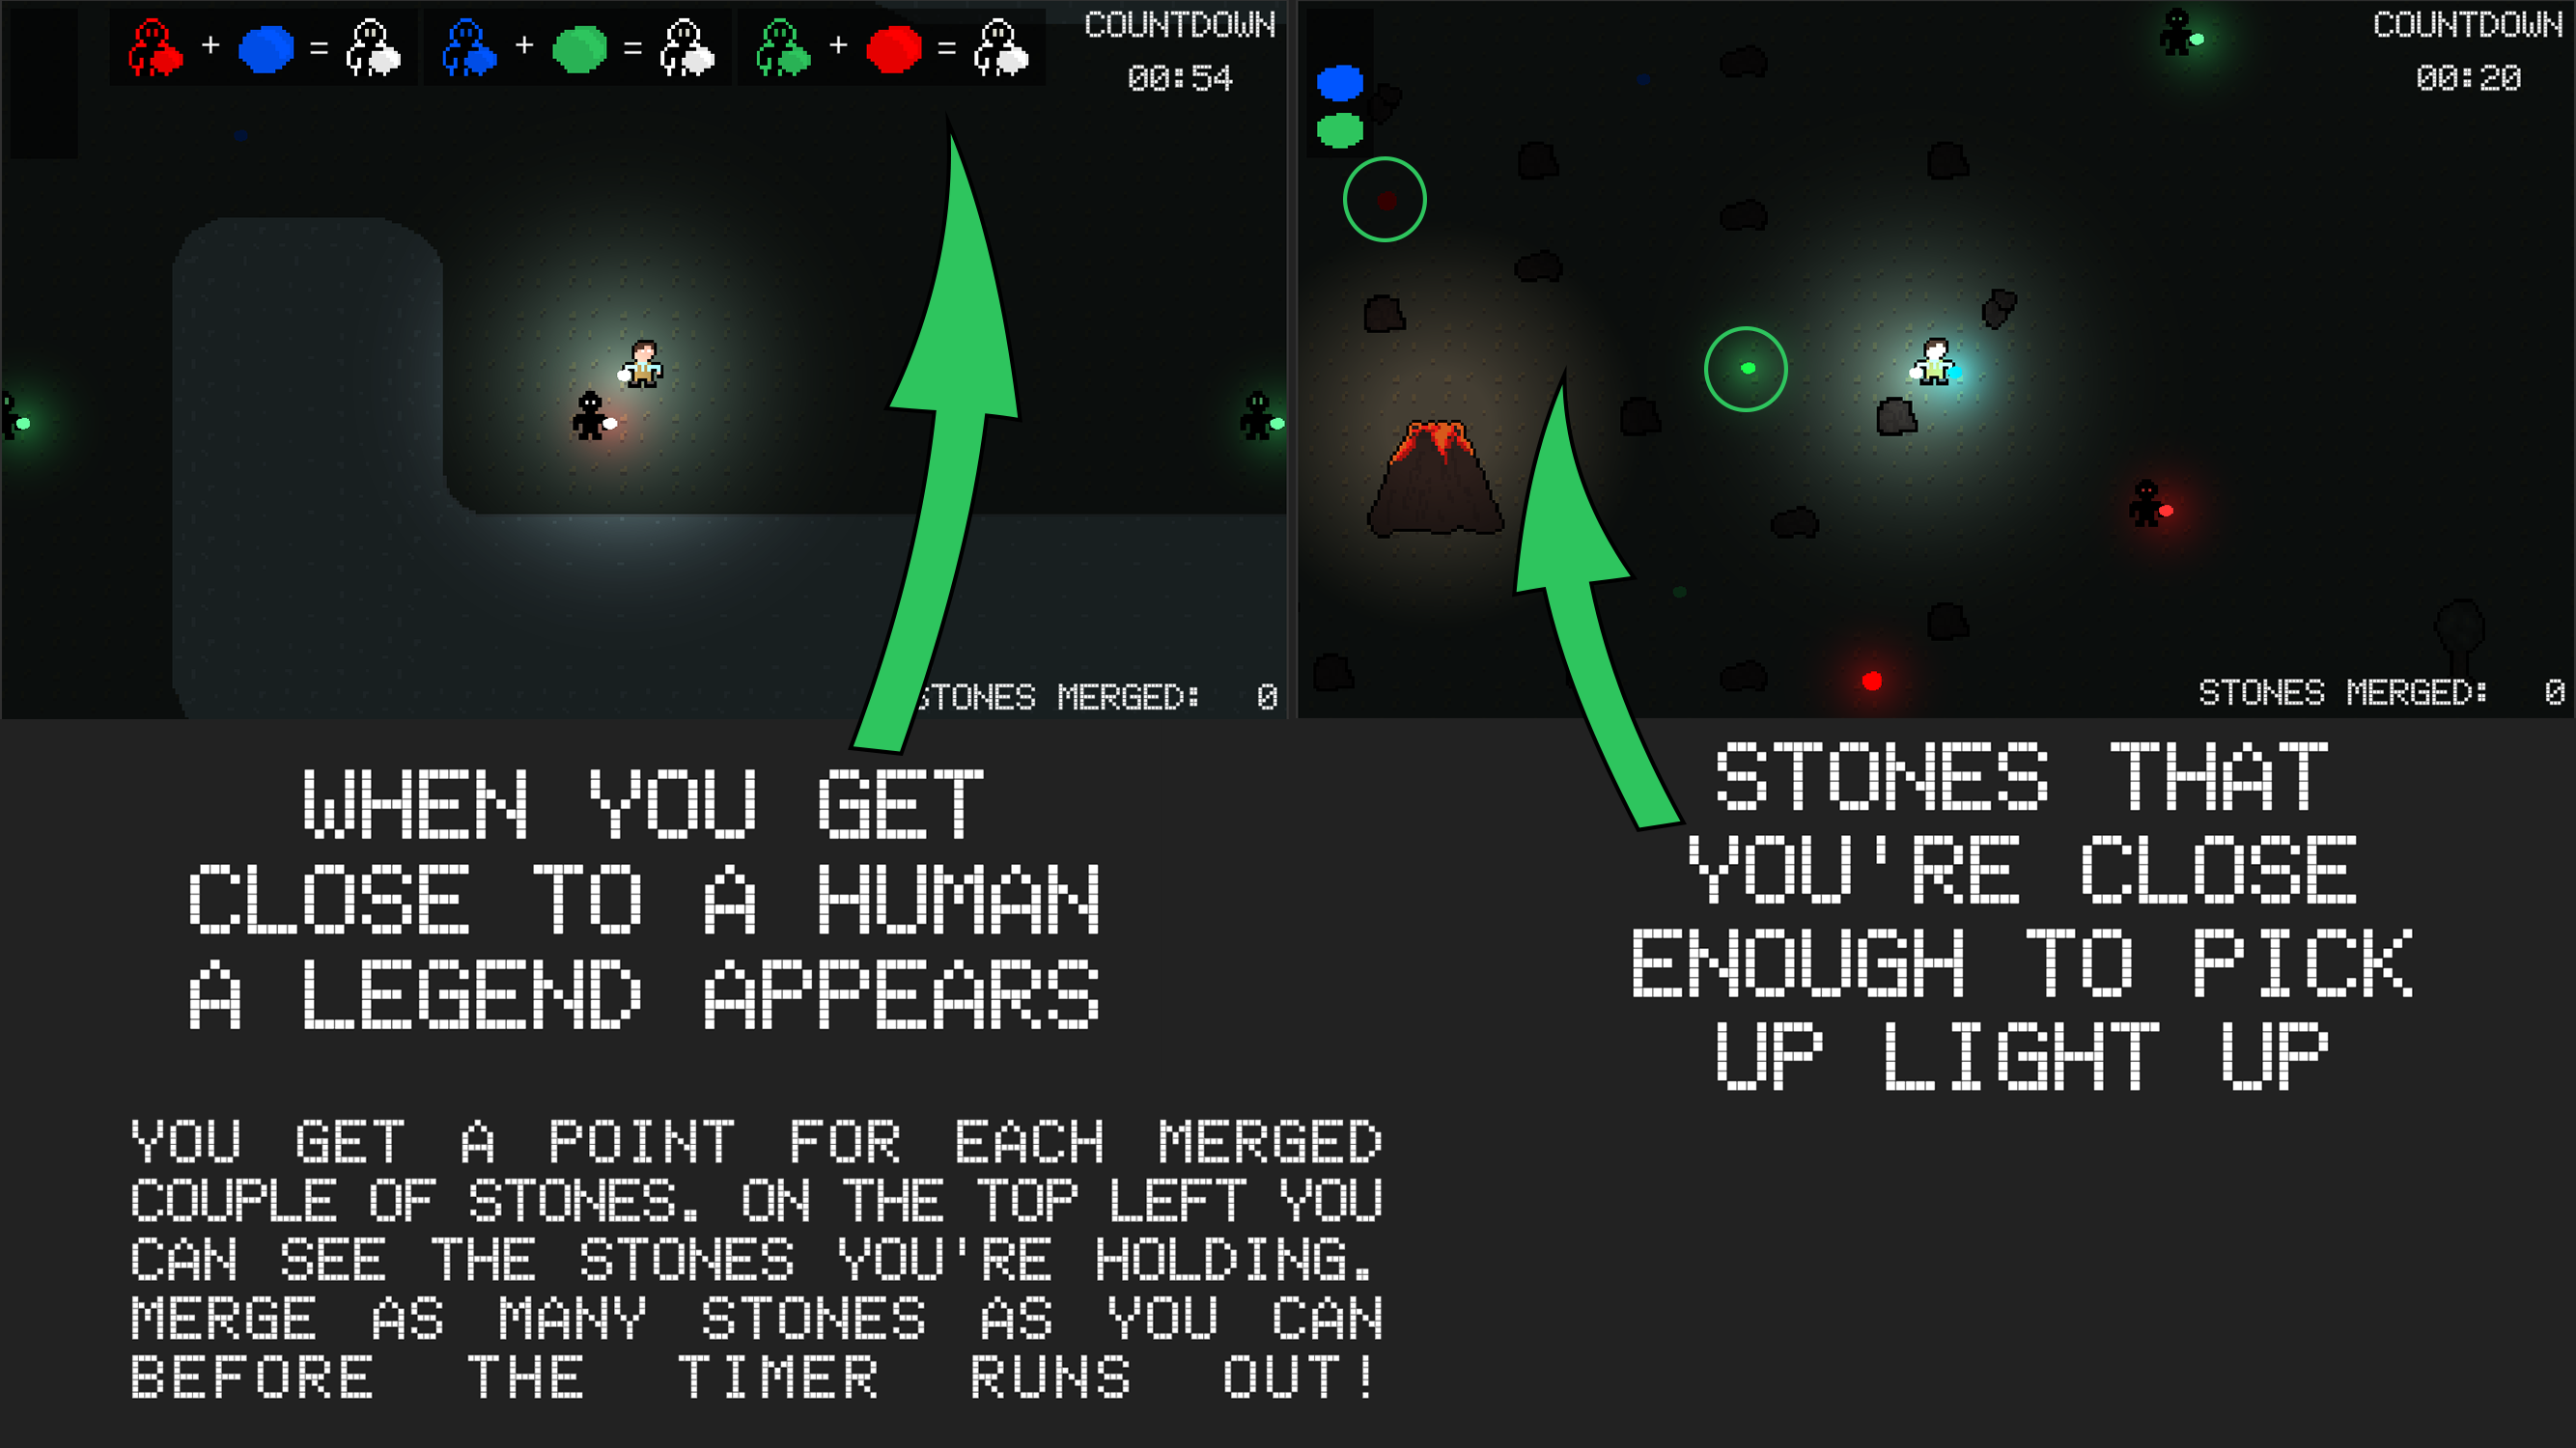 + = + = + =
COUNTDOWN
00:54
STONES MERGED: 0
COUNTDOWN
00:20
STONES MERGED: 0
WHEN YOU GET
CLOSE TO A HUMAN
A LEGEND APPEARS
STONES THAT
YOU'RE CLOSE
ENOUGH TO PICK
UP LIGHT UP
YOU GET A POINT FOR EACH MERGED
COUPLE OF STONES. ON THE TOP LEFT YOU
CAN SEE THE STONES YOU'RE HOLDING.
MERGE AS MANY STONES AS YOU CAN
BEFORE THE TIMER RUNS OUT!